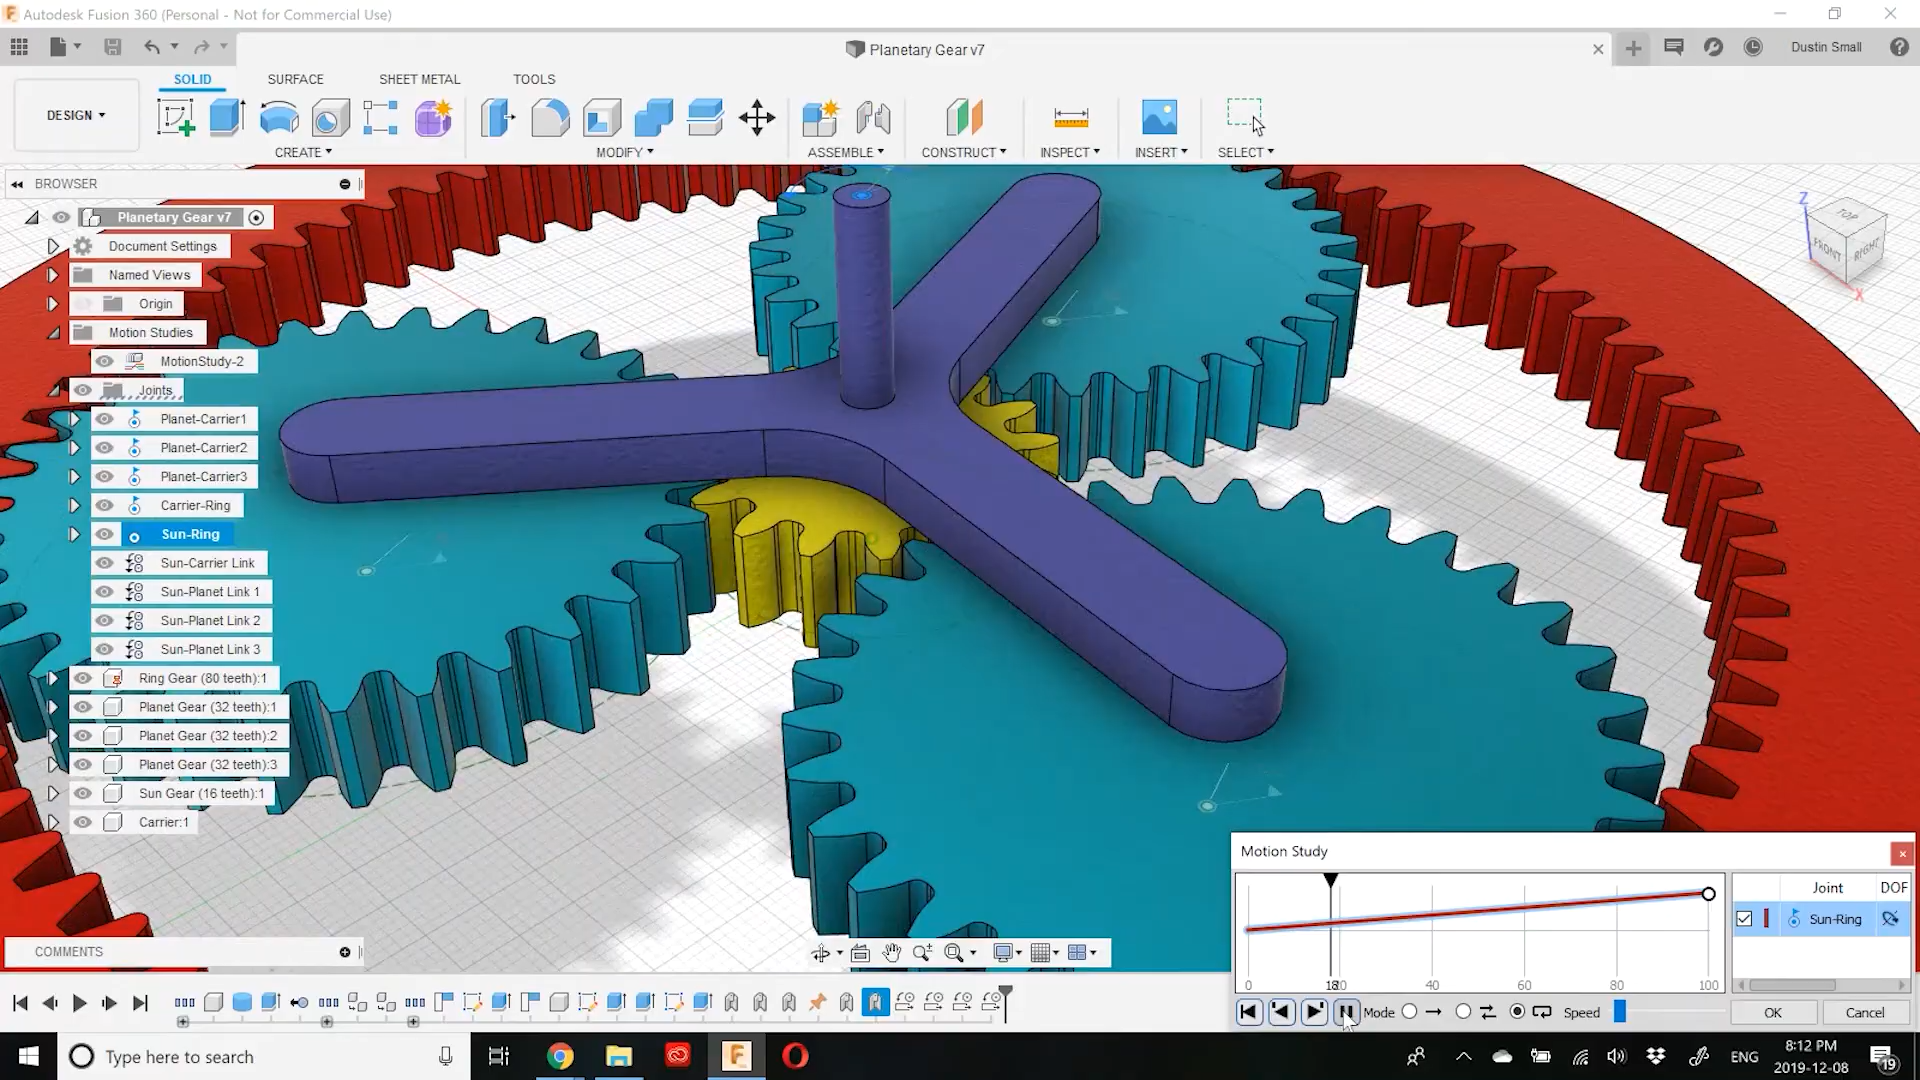 Autodesk Fusion 360 (Personal - Not for Commercial Use)
Planetary Gear v7
Dustin Small
DESIGN
SOLID
SURFACE
SHEET METAL
TOOLS
CREATE
MODIFY
ASSEMBLE
CONSTRUCT
INSPECT
INSERT
SELECT
BROWSER
Planetary Gear v7
Document Settings
Named Views
Origin
Motion Studies
MotionStudy-2
Joints
Planet-Carrier1
Planet-Carrier2
Planet-Carrier3
Carrier-Ring
Sun-Ring
Sun-Carrier Link
Sun-Planet Link 1
Sun-Planet Link 2
Sun-Planet Link 3
Ring Gear (80 teeth):1
Planet Gear (32 teeth):1
Planet Gear (32 teeth):2
Planet Gear (32 teeth):3
Sun Gear (16 teeth):1
Carrier:1
Z
TOP
FRONT
RIGHT
X
COMMENTS
Motion Study
Joint DOF
Sun-Ring
0 40 60 80 100
Mode
Speed
OK
Cancel
Type here to search
ENG
8:12 PM
2019-12-08
19